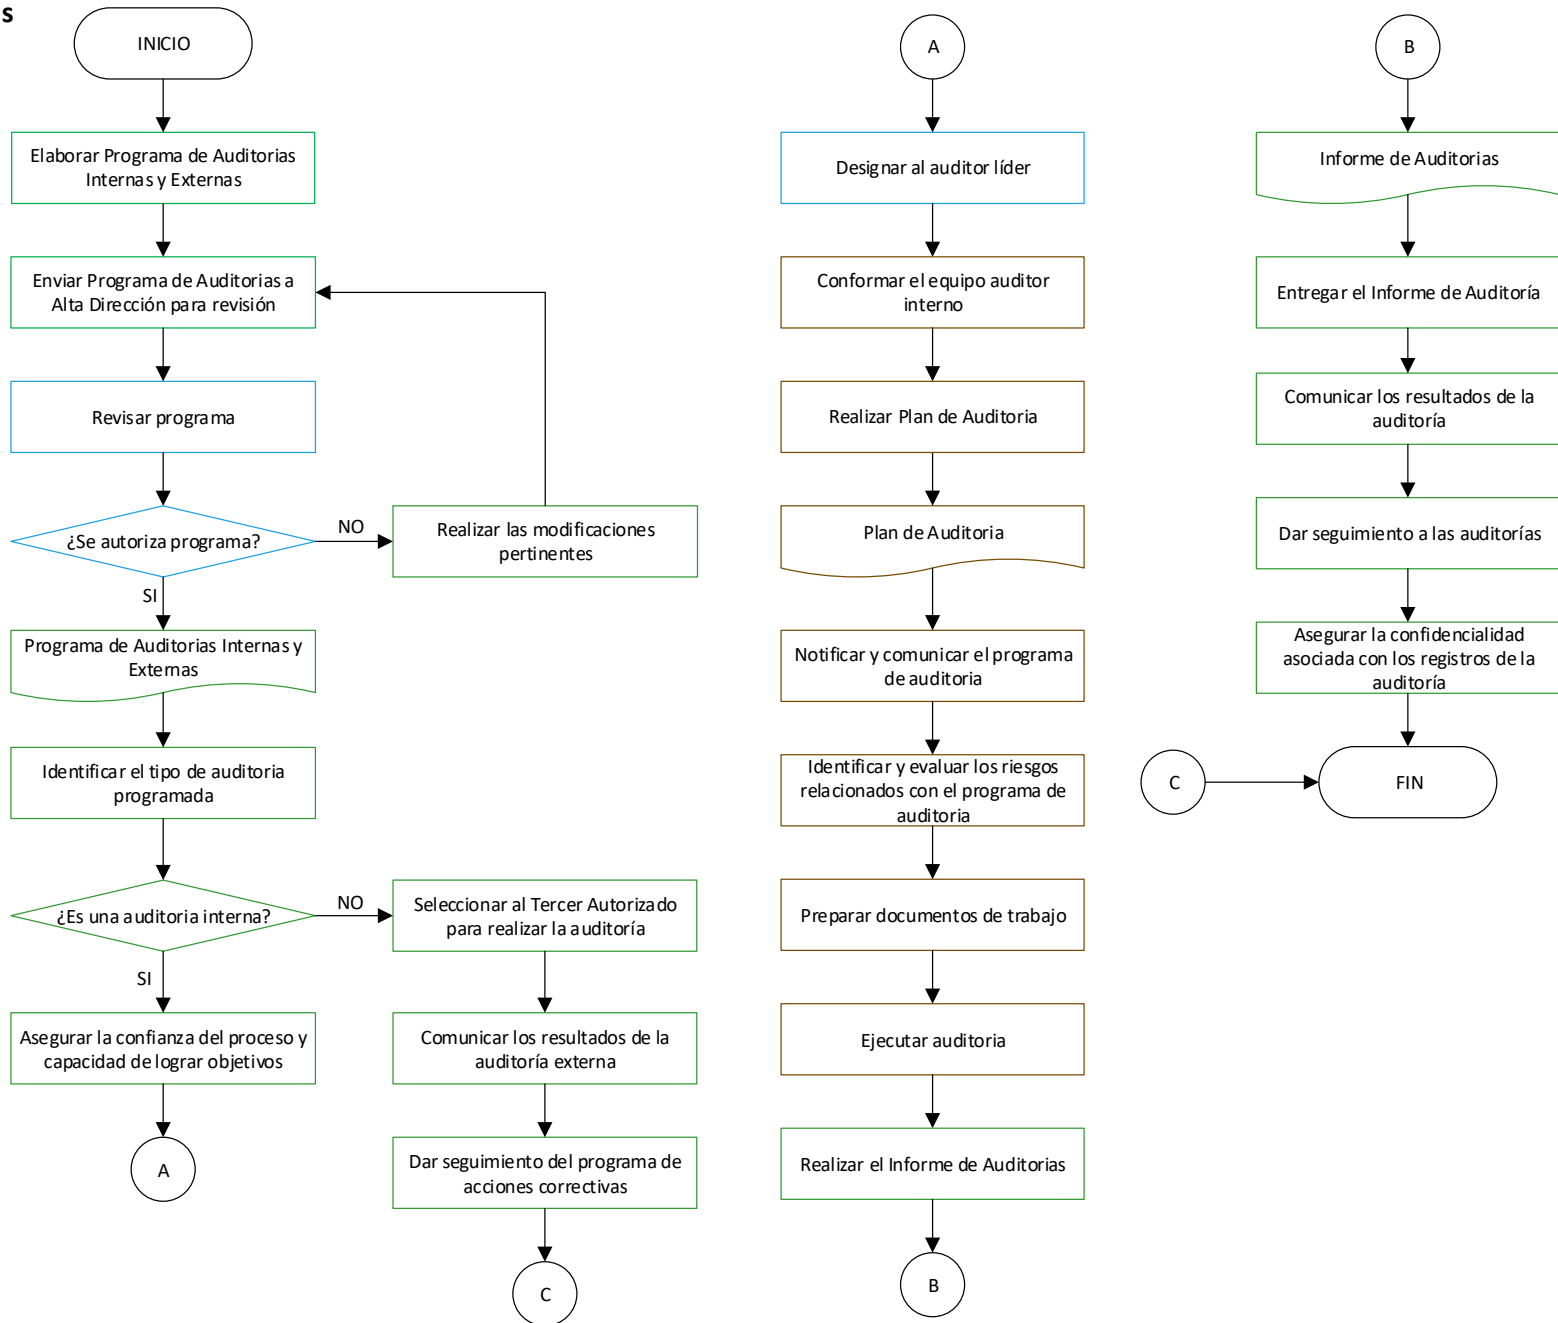 s
INICIO
Elaborar Programa de Auditorias
Internas y Externas
Enviar Programa de Auditorias a
Alta Dirección para revisión
Revisar programa
¿Se autoriza programa?
NO
Realizar las modificaciones
pertinentes
SI
Programa de Auditorias Internas y
Externas
Identificar el tipo de auditoria
programada
¿Es una auditoria interna?
NO
Seleccionar al Tercer Autorizado
para realizar la auditoría
SI
Asegurar la confianza del proceso y
capacidad de lograr objetivos
Comunicar los resultados de la
auditoría externa
A
Dar seguimiento del programa de
acciones correctivas
C
A
Designar al auditor líder
Conformar el equipo auditor
interno
Realizar Plan de Auditoria
Plan de Auditoria
Notificar y comunicar el programa
de auditoria
Identificar y evaluar los riesgos
relacionados con el programa de
auditoria
Preparar documentos de trabajo
Ejecutar auditoria
Realizar el Informe de Auditorias
B
B
Informe de Auditorias
Entregar el Informe de Auditoría
Comunicar los resultados de la
auditoría
Dar seguimiento a las auditorías
Asegurar la confidencialidad
asociada con los registros de la
auditoría
C
FIN